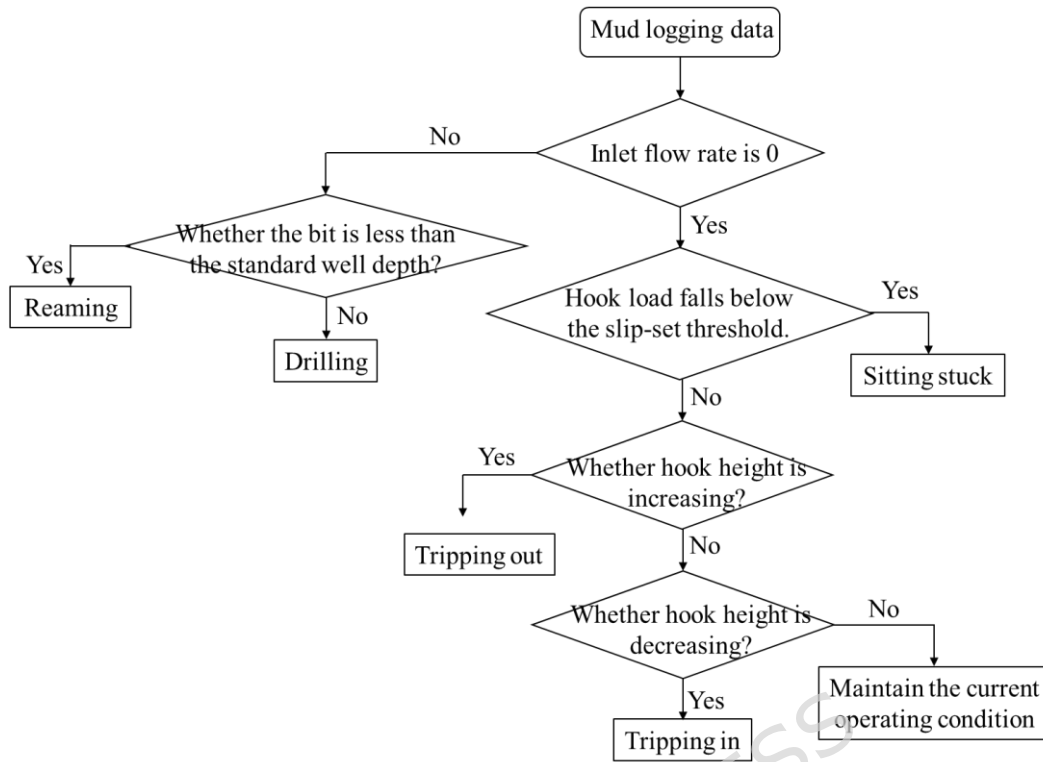 Mud logging data
No
Inlet flow rate is 0
Yes
Whether the bit is less than
the standard well depth?
Yes
Reaming
No
Drilling
Hook load falls below
the slip-set threshold.
Yes
Sitting stuck
No
Yes
Whether hook height is
increasing?
Tripping out
No
Whether hook height is
decreasing?
No
Maintain the current
operating condition
Yes
Tripping in